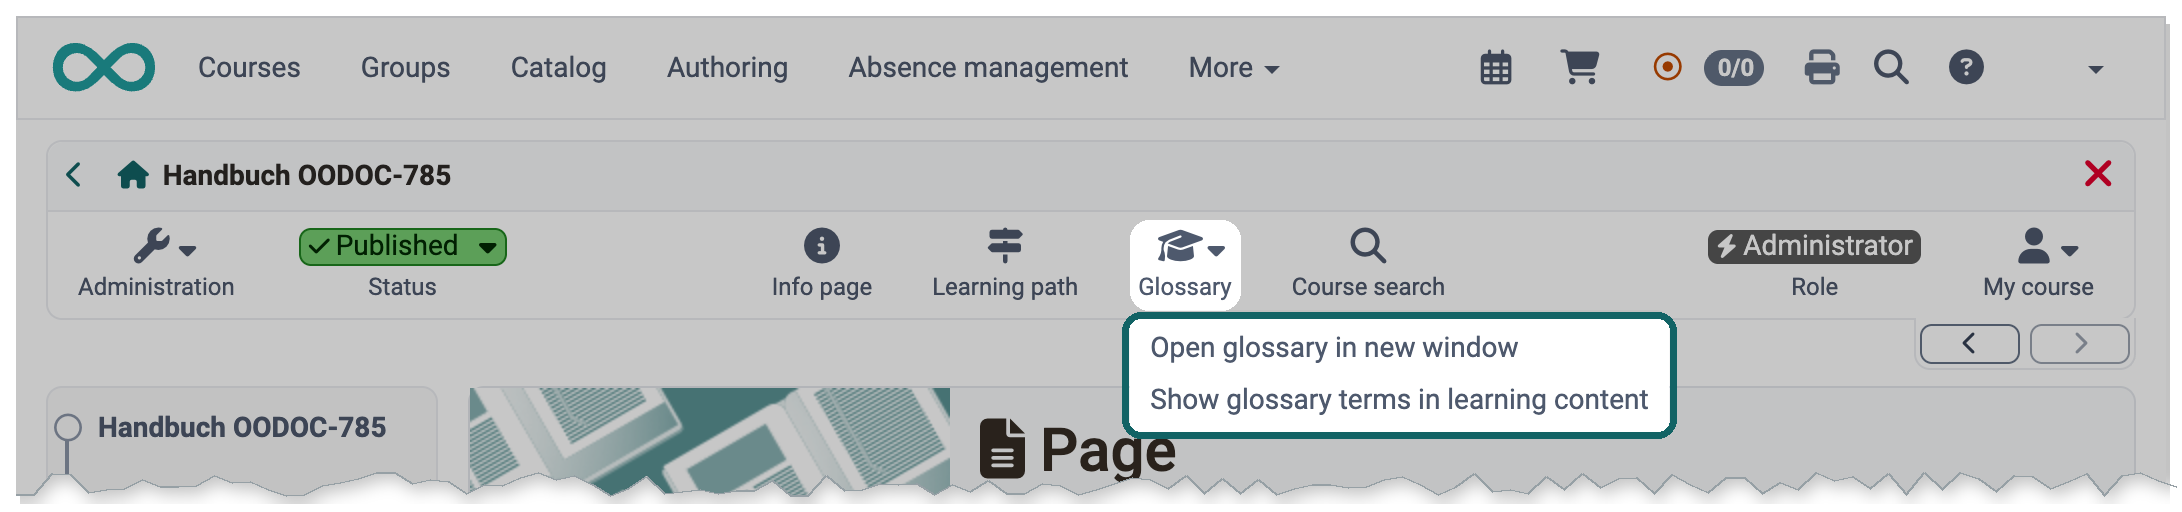 Courses Groups Catalog Authoring Absence management More 0/0 ?
Handbuch OODOC-785
Published Administrator
Administration Status Info page Learning path Glossary Course search Role My course
Open glossary in new window
Show glossary terms in learning content
Handbuch OODOC-785
Page